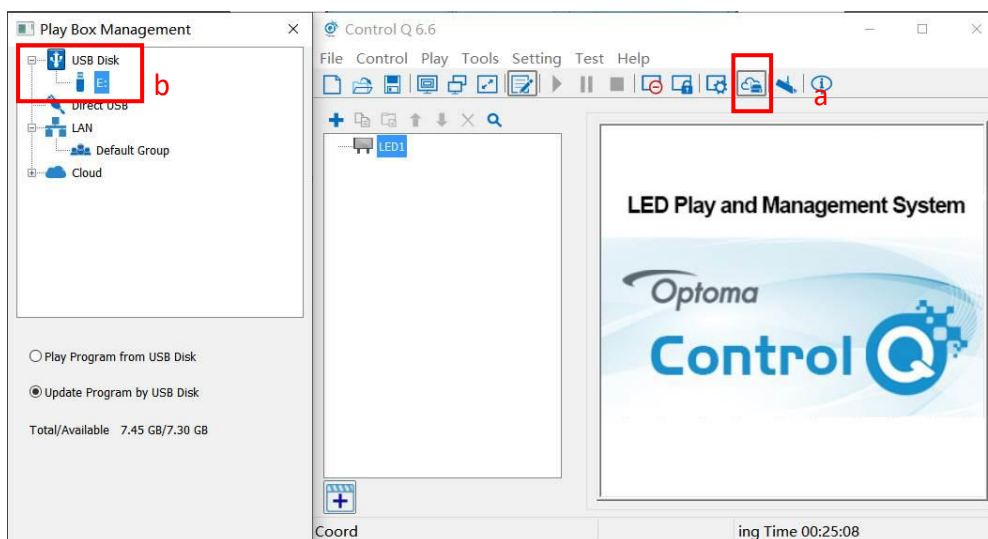 Play Box Management
USB Disk
E:
b
Direct USB
LAN
Default Group
Cloud
Play Program from USB Disk
Update Program by USB Disk
Total/Available 7.45 GB/7.30 GB
Control Q 6.6
File Control Play Tools Setting Test Help
a
LED1
LED Play and Management System
Optoma
Control Q
Coord
ing Time 00:25:08